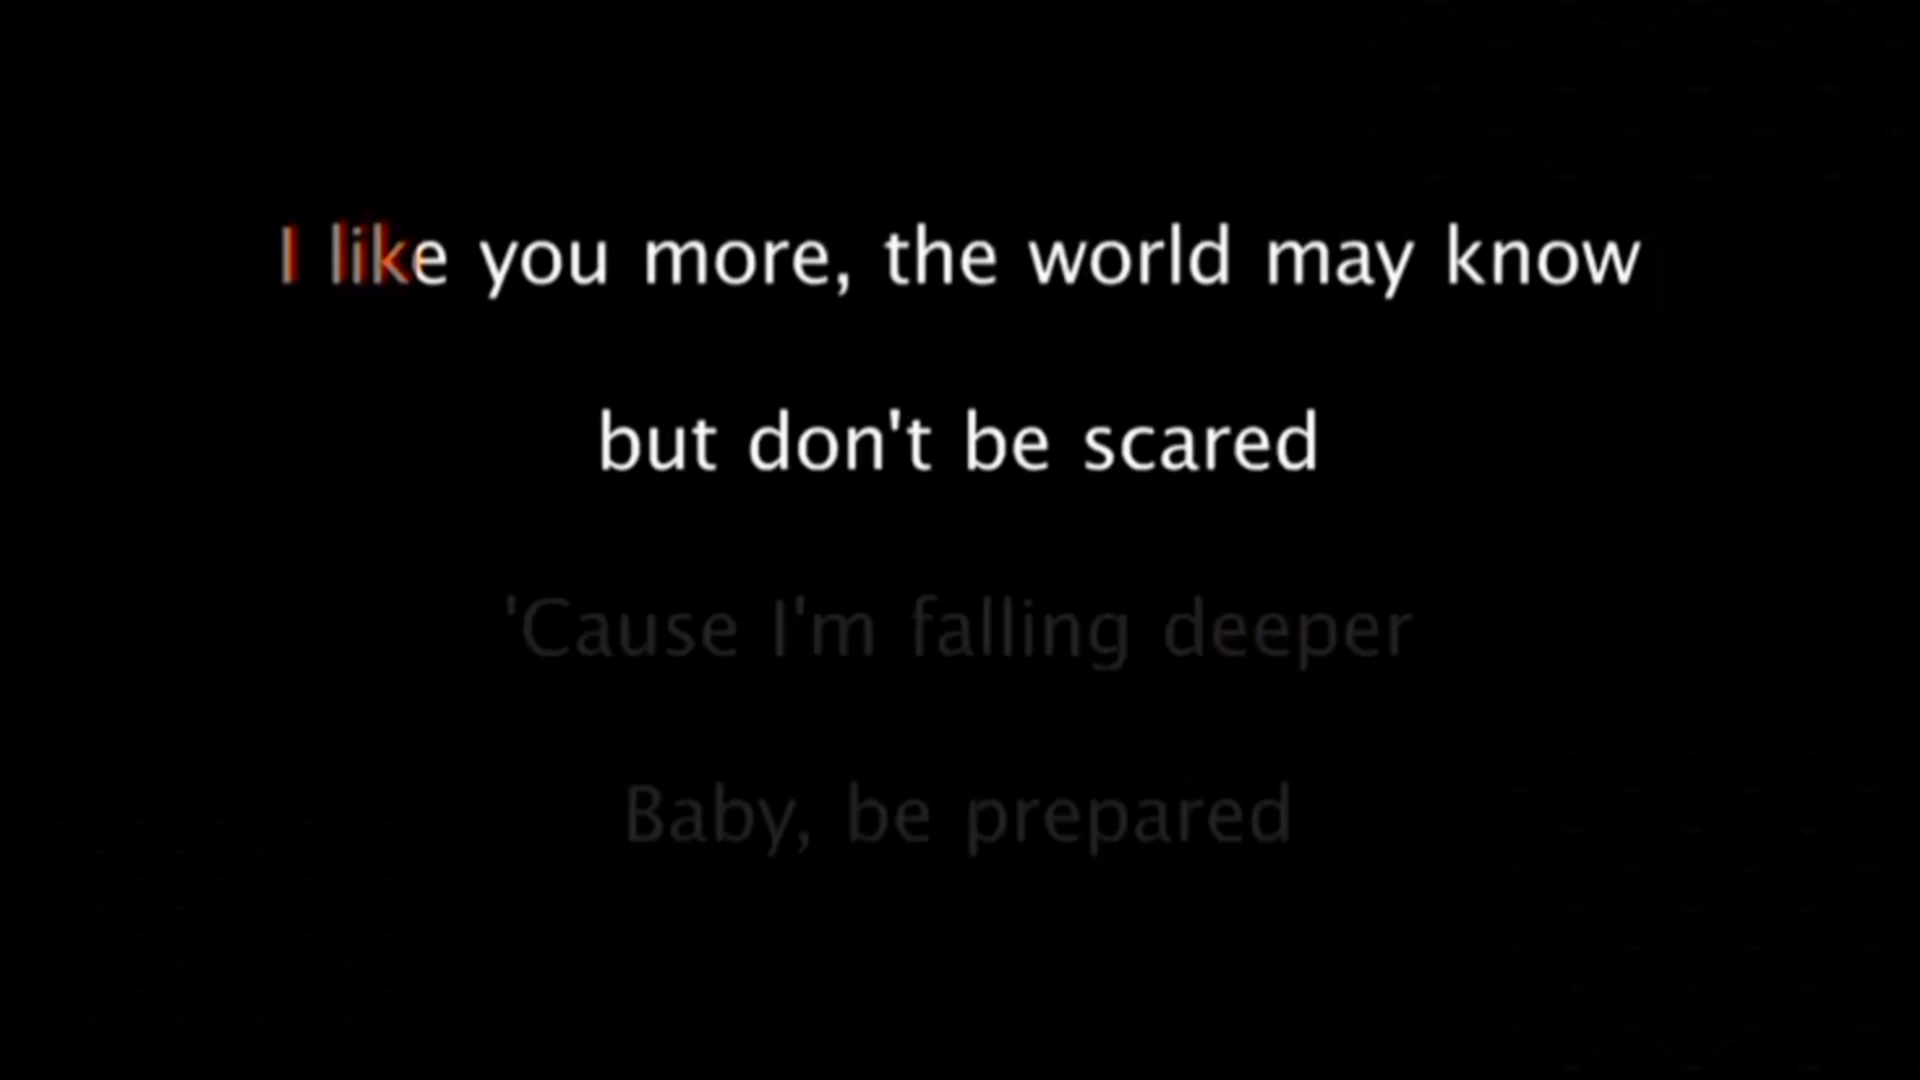 I like you more, the world may know
but don't be scared
'Cause I'm falling deeper
Baby, be prepared